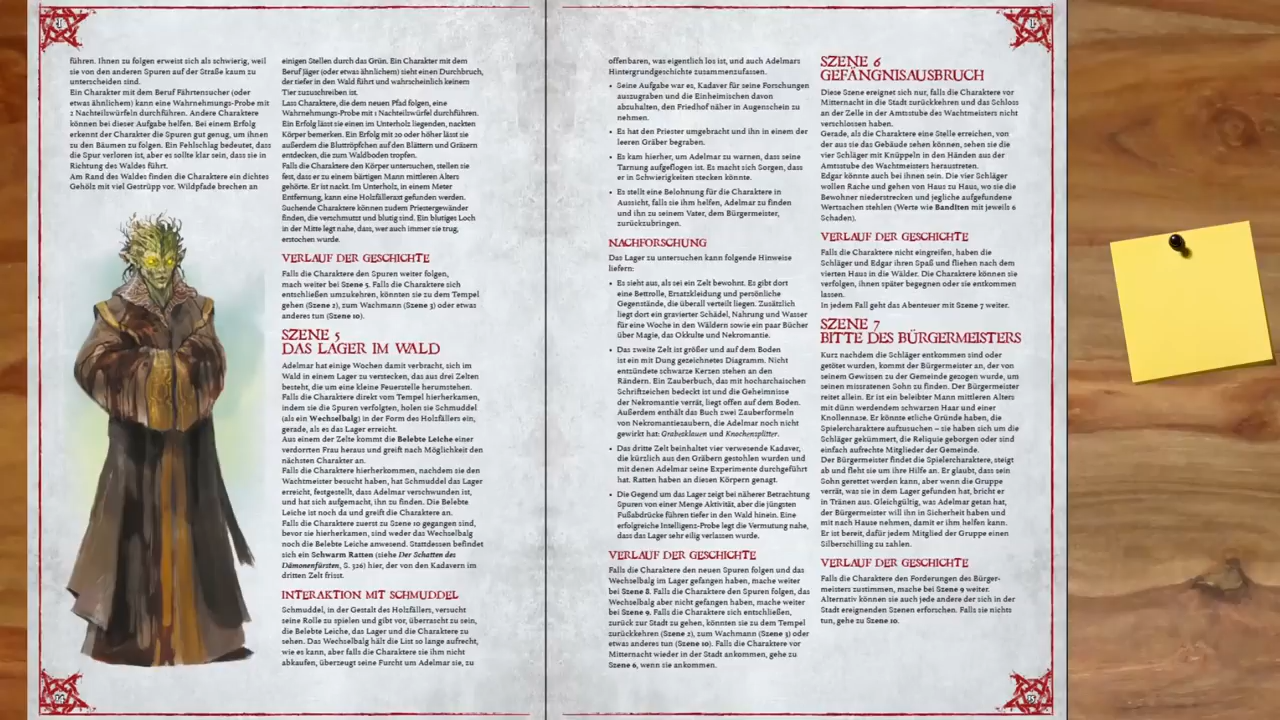 führen. Ihnen zu folgen erweist sich als schwierig, weil
sie von den anderen Spuren auf der Straße kaum zu
unterscheiden sind.
Ein Charakter mit dem Beruf Fährtensucher (oder
etwas ähnlichem) kann eine Wahrnehmungs-Probe mit
2 Nachteilswürfeln durchführen. Andere Charaktere
können bei dieser Aufgabe helfen. Bei einem Erfolg
erkennt der Charakter die Spuren gut genug, um ihnen
zu den Bäumen zu folgen. Ein Fehlschlag bedeutet, dass
die Spur verloren ist, aber es sollte klar sein, dass sie in
Richtung des Waldes führt.
Am Rand des Waldes finden die Charaktere ein dichtes
Gehölz mit viel Gestrüpp vor. Wildpfade brechen an
einigen Stellen durch das Grün. Ein Charakter mit dem
Beruf Jäger (oder etwas ähnlichem) sieht einen Durchbruch,
der tiefer in den Wald führt und wahrscheinlich keinem
Tier zuzuschreiben ist.
Lass Charaktere, die dem neuen Pfad folgen, eine
Wahrnehmungs-Probe mit 1 Nachteilswürfel durchführen.
Ein Erfolg lässt sie einen im Unterholz liegenden, nackten
Körper bemerken. Ein Erfolg mit 20 oder höher lässt sie
außerdem die Blutströpfchen auf den Blättern und Gräsern
entdecken, die zum Waldboden tropfen.
Falls die Charaktere den Körper untersuchen, stellen sie
fest, dass er zu einem bärtigen Mann mittleren Alters
gehörte. Er ist nackt. Im Unterholz, in einem Meter
Entfernung, kann eine Holzfälleraxt gefunden werden.
Suchende Charaktere können zudem Priestergewänder
finden, die verschmutzt und blutig sind. Ein blutiges Loch
in der Mitte legt nahe, dass, wer auch immer sie trug,
erstochen wurde.
VERLAUF DER GESCHICHTE
Falls die Charaktere den Spuren weiter folgen,
mach weiter bei Szene 5. Falls die Charaktere sich
entschließen umzukehren, könnten sie zu dem Tempel
gehen (Szene 2), zum Wachmann (Szene 3) oder etwas
anderes tun (Szene 10).
SZENE 5
DAS LAGER IM WALD
Adelmar hat einige Wochen damit verbracht, sich im
Wald in einem Lager zu verstecken, das aus drei Zelten
besteht, die um eine kleine Feuerstelle herumstehen.
Falls die Charaktere direkt vom Tempel hierherkamen,
indem sie die Spuren verfolgten, holen sie Schmuddel
(als ein Wechselbalg) in der Form des Holzfällers ein,
gerade, als es das Lager erreicht.
Aus einem der Zelte kommt die Belebte Leiche einer
verdorrten Frau heraus und greift nach Möglichkeit den
nächsten Charakter an.
Falls die Charaktere hierherkommen, nachdem sie den
Wachtmeister besucht haben, hat Schmuddel das Lager
erreicht, festgestellt, dass Adelmar verschwunden ist,
und hat sich aufgemacht, ihn zu finden. Die Belebte
Leiche ist noch da und greift die Charaktere an.
Falls die Charaktere zuerst zu Szene 10 gegangen sind,
bevor sie hierherkamen, sind weder das Wechselbalg
noch die Belebte Leiche anwesend. Stattdessen befindet
sich ein Schwarm Ratten (siehe Der Schatten des
Dämonenfürsten, S. 326) hier, der von den Kadavern im
dritten Zelt frisst.
INTERAKTION MIT SCHMUDDEL
Schmuddel, in der Gestalt des Holzfällers, versucht
seine Rolle zu spielen und gibt vor, überrascht zu sein,
die Belebte Leiche, das Lager und die Charaktere zu
sehen. Das Wechselbalg hält die List so lange aufrecht,
wie es kann, aber falls die Charaktere sie ihm nicht
abkaufen, überzeugt seine Furcht um Adelmar sie, zu
14
offenbaren, was eigentlich los ist, und auch Adelmars
Hintergrundgeschichte zusammenzufassen.
• Seine Aufgabe war es, Kadaver für seine Forschungen
auszugraben und die Einheimischen davon
abzuhalten, den Friedhof näher in Augenschein zu
nehmen.
• Es hat den Priester umgebracht und ihn in einem der
leeren Gräber begraben.
• Es kam hierher, um Adelmar zu warnen, dass seine
Tarnung aufgeflogen ist. Es macht sich Sorgen, dass
er in Schwierigkeiten stecken könnte.
• Es stellt eine Belohnung für die Charaktere in
Aussicht, falls sie ihm helfen, Adelmar zu finden
und ihn zu seinem Vater, dem Bürgermeister,
zurückzubringen.
NACHFORSCHUNG
Das Lager zu untersuchen kann folgende Hinweise
liefern:
• Es sieht aus, als sei ein Zelt bewohnt. Es gibt dort
eine Bettrolle, Ersatzkleidung und persönliche
Gegenstände, die überall verteilt liegen. Zusätzlich
liegt dort ein gravierter Schädel, Nahrung und Wasser
für eine Woche in den Wäldern sowie ein paar Bücher
über Magie, das Okkulte und Nekromantie.
• Das zweite Zelt ist größer und auf dem Boden
ist ein mit Dung gezeichnetes Diagramm. Nicht
entzündete schwarze Kerzen stehen an den
Rändern. Ein Zauberbuch, das mit hocharchaischen
Schriftzeichen bedeckt ist und die Geheimnisse
der Nekromantie verrät, liegt offen auf dem Boden.
Außerdem enthält das Buch zwei Zauberformeln
von Nekromantiezaubern, die Adelmar noch nicht
gewirkt hat: Grabesklauen und Knochensplitter.
• Das dritte Zelt beinhaltet vier verwesende Kadaver,
die kürzlich aus den Gräbern gestohlen wurden und
mit denen Adelmar seine Experimente durchgeführt
hat. Ratten haben an diesen Körpern genagt.
• Die Gegend um das Lager zeigt bei näherer Betrachtung
Spuren von einer Menge Aktivität, aber die jüngsten
Fußabdrücke führen tiefer in den Wald hinein. Eine
erfolgreiche Intelligenz-Probe legt die Vermutung nahe,
dass das Lager sehr eilig verlassen wurde.
VERLAUF DER GESCHICHTE
Falls die Charaktere den neuen Spuren folgen und das
Wechselbalg im Lager gefangen haben, mache weiter
bei Szene 8. Falls die Charaktere den Spuren folgen, das
Wechselbalg aber nicht gefangen haben, mache weiter
bei Szene 9. Falls die Charaktere sich entschließen,
zurück zur Stadt zu gehen, könnten sie zum Tempel
zurückkehren (Szene 2), zum Wachmann (Szene 3) oder
etwas anderes tun (Szene 10). Falls die Charaktere vor
Mitternacht wieder in der Stadt ankommen, gehe zu
Szene 6, wenn sie ankommen.
SZENE 6
GEFÄNGNISAUSBRUCH
Diese Szene ereignet sich nur, falls die Charaktere vor
Mitternacht in die Stadt zurückkehren und das Schloss
an der Zelle in der Amtsstube des Wachtmeisters nicht
verschlossen haben.
Gerade, als die Charaktere eine Stelle erreichen, von
der aus sie das Gebäude sehen können, sehen sie die
vier Schläger mit Knüppeln in den Händen aus der
Amtsstube des Wachtmeisters heraustreten.
Edgar könnte auch bei ihnen sein. Die vier Schläger
wollen Rache und gehen von Haus zu Haus, wo sie die
Bewohner niederstrecken und jegliche aufgefundene
Wertsachen stehlen (Werte wie Banditen mit jeweils 6
Schaden).
VERLAUF DER GESCHICHTE
Falls die Charaktere nicht eingreifen, haben die
Schläger und Edgar ihren Spaß und fliehen nach dem
vierten Haus in die Wälder. Die Charaktere können sie
verfolgen, ihnen später begegnen oder sie entkommen
lassen.
In jedem Fall geht das Abenteuer mit Szene 7 weiter.
SZENE 7
BITTE DES BÜRGERMEISTERS
Kurz nachdem die Schläger entkommen sind oder
getötet wurden, kommt der Bürgermeister an, der von
seinem Gewissen zu der Gemeinde gezogen wurde, um
seinen missratenen Sohn zu finden. Der Bürgermeister
reitet allein. Er ist ein beleibter Mann mittleren Alters
mit dünn werdendem schwarzen Haar und einer
Knollennase. Er könnte etliche Gründe haben, die
Spielercharaktere aufzusuchen – sie haben sich um die
Schläger gekümmert, die Reliquie geborgen oder sind
einfach aufrechte Mitglieder der Gemeinde.
Der Bürgermeister findet die Spielercharaktere, steigt
ab und fleht sie um ihre Hilfe an. Er glaubt, dass sein
Sohn gerettet werden kann, aber wenn die Gruppe
verrät, was sie in dem Lager gefunden hat, bricht er
in Tränen aus. Gleichgültig, was Adelmar getan hat,
der Bürgermeister will ihn in Sicherheit haben und
mit nach Hause nehmen, damit er ihm helfen kann.
Er ist bereit, dafür jedem Mitglied der Gruppe einen
Silberschilling zu zahlen.
VERLAUF DER GESCHICHTE
Falls die Charaktere den Forderungen des Bürger-
meisters zustimmen, mache bei Szene 9 weiter.
Alternativ können sie auch jede andere der sich in der
Stadt ereignenden Szenen erforschen. Falls sie nichts
tun, gehe zu Szene 10.
15